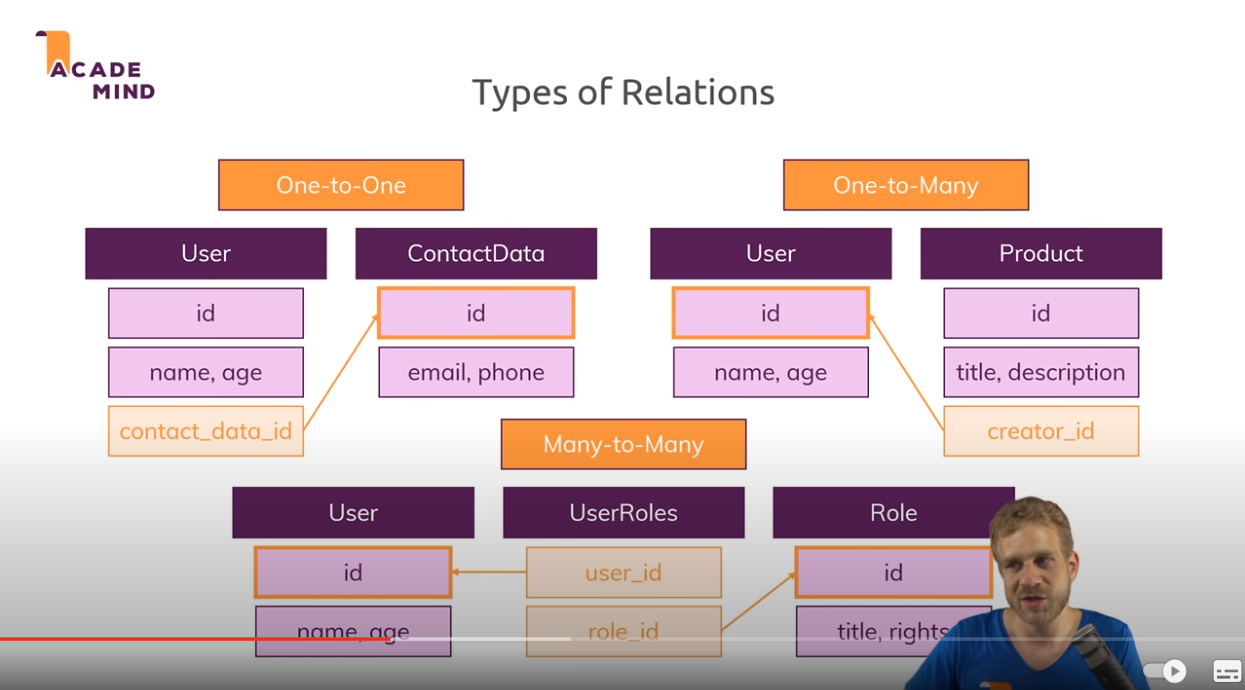 ACADE
MIND
Types of Relations
One-to-One
User
ContactData
id
id
name, age
email, phone
contact_data_id
One-to-Many
User
Product
id
id
name, age
title, description
creator_id
Many-to-Many
User
UserRoles
Role
id
user_id
id
name, age
role_id
title, rights